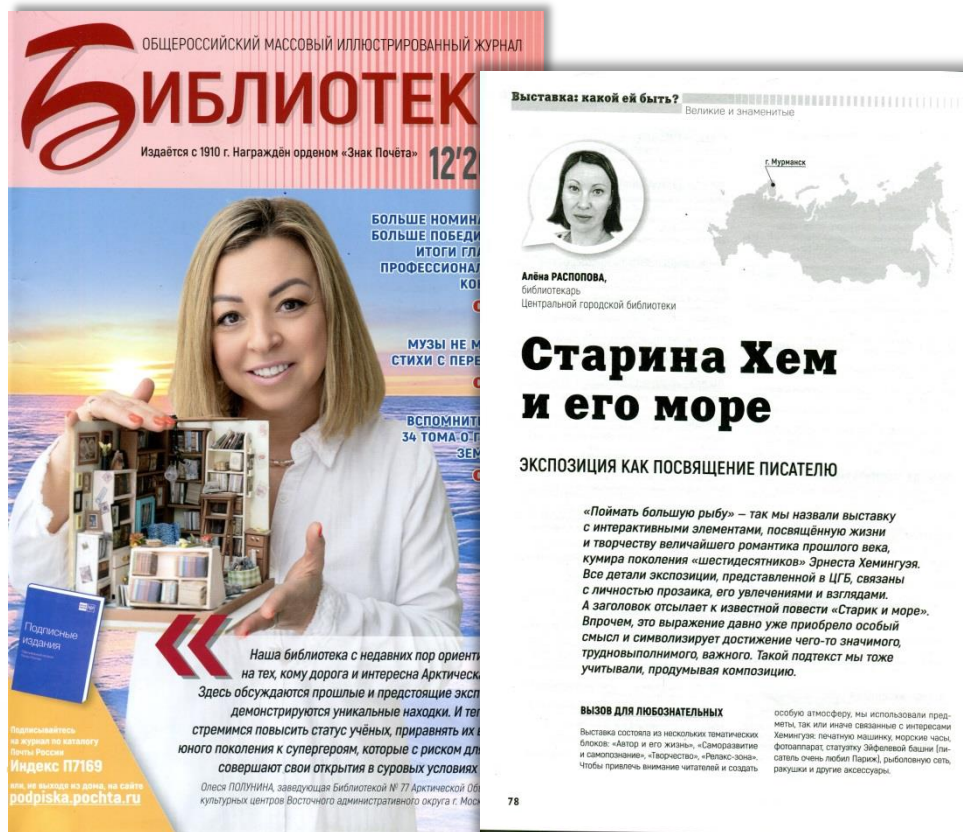 ОБЩЕРОССИЙСКИЙ МАССОВЫЙ ИЛЛЮСТРИРОВАННЫЙ ЖУРНАЛ
БИБЛИОТЕК
Издаётся с 1910 г. Награждён орденом «Знак Почёта» 12'2
БОЛЬШЕ НОМИНА
БОЛЬШЕ ПОБЕДИ
ИТОГИ ГЛА
ПРОФЕССИОНАЛ
КО
МУЗЫ НЕ М
СТИХИ С ПЕРЕ
ВСПОМНИТ
34 ТОМА О Г
ЗЕМ
Подписные
издания
Наша библиотека с недавних пор ориенти
на тех, кому дорога и интересна Арктическа
Здесь обсуждаются прошлые и предстоящие эксп
демонстрируются уникальные находки. И тег
стремимся повысить статус учёных, приравнять их в
юного поколения к супергероям, которые с риском для
совершают свои открытия в суровых условиях
Олеся ПОЛУНИНА, заведующая Библиотекой № 77 Арктической Об
культурных центров Восточного административного округа г. Моск
Подписывайтесь
на журнал по каталогу
Почты России
Индекс П7169
или, не выходя из дома, на сайте
podpiska.pochta.ru
Выставка: какой ей быть?
Великие и знаменитые
г. Мурманск
Алёна РАСПОПОВА,
библиотекарь
Центральной городской библиотеки
Старина Хем
и его море
ЭКСПОЗИЦИЯ КАК ПОСВЯЩЕНИЕ ПИСАТЕЛЮ
«Поймать большую рыбу» – так мы назвали выставку
с интерактивными элементами, посвящённую жизни
и творчеству величайшего романтика прошлого века,
кумира поколения «шестидесятников» Эрнеста Хемингуэя.
Все детали экспозиции, представленной в ЦГБ, связаны
с личностью прозаика, его увлечениями и взглядами.
А заголовок отсылает к известной повести «Старик и море».
Впрочем, это выражение давно уже приобрело особый
смысл и символизирует достижение чего-то значимого,
трудновыполнимого, важного. Такой подтекст мы тоже
учитывали, продумывая композицию.
ВЫЗОВ ДЛЯ ЛЮБОЗНАТЕЛЬНЫХ
Выставка состояла из нескольких тематических
блоков: «Автор и его жизнь», «Саморазвитие
и самопознание», «Творчество», «Релакс-зона».
Чтобы привлечь внимание читателей и создать
особую атмосферу, мы использовали пред-
меты, так или иначе связанные с интересами
Хемингуэя: печатную машинку, морские часы,
фотоаппарат, статуэтку Эйфелевой башни [пи-
сатель очень любил Париж], рыболовную сеть,
ракушки и другие аксессуары.
78